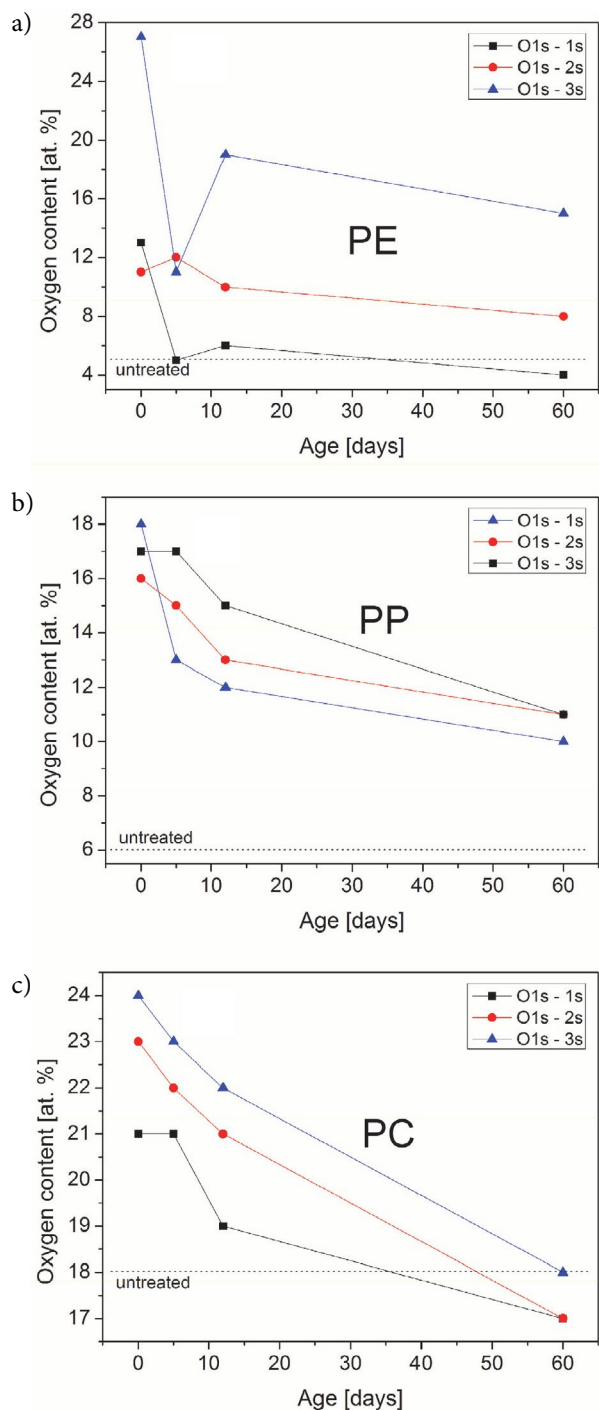 a)
28
24
20
16
12
8
4
Oxygen content [at. %]
O1s - 1s
O1s - 2s
O1s - 3s
PE
untreated
0 10 20 30 40 50 60
Age [days]
b)
18
16
14
12
10
8
6
Oxygen content [at. %]
O1s - 1s
O1s - 2s
O1s - 3s
PP
untreated
0 10 20 30 40 50 60
Age [days]
c)
24
23
22
21
20
19
18
17
Oxygen content [at. %]
O1s - 1s
O1s - 2s
O1s - 3s
PC
untreated
0 10 20 30 40 50 60
Age [days]